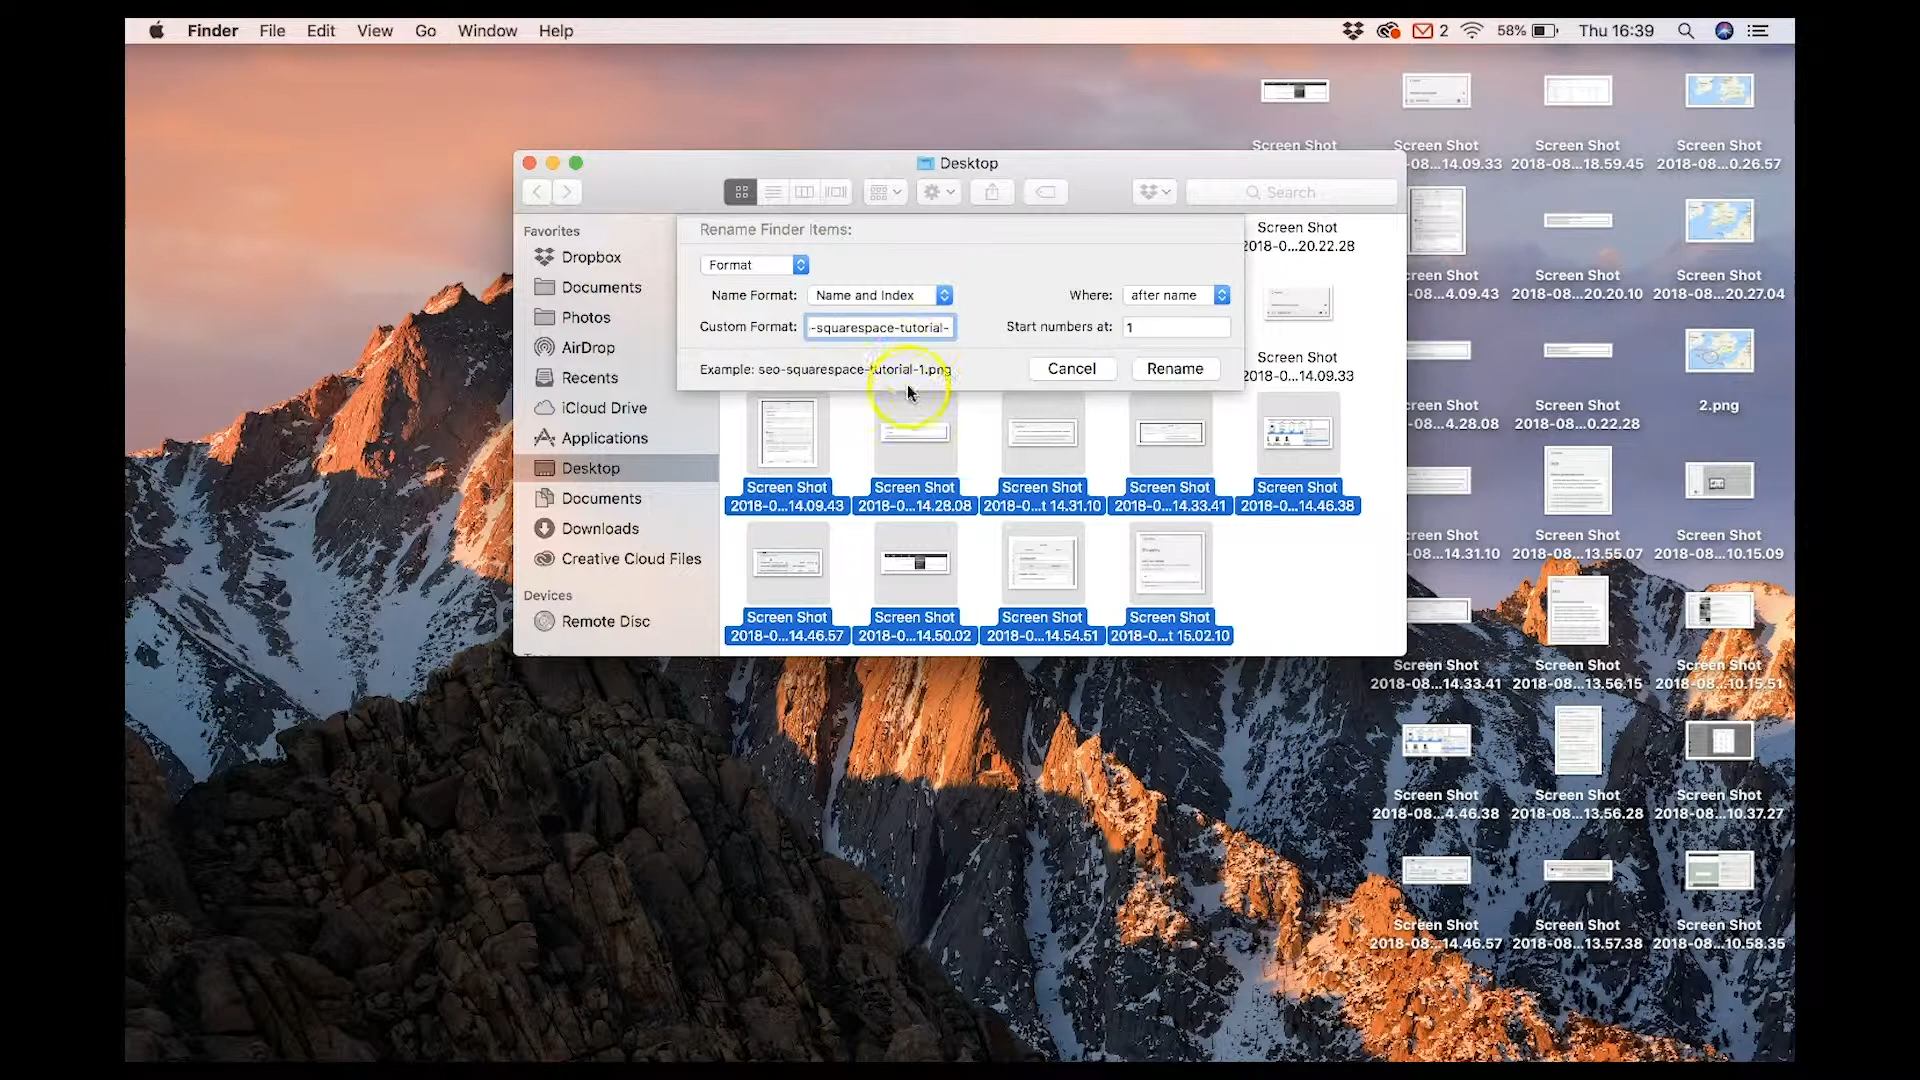 Finder File Edit View Go Window Help 2 58% Thu 16:39
Desktop
Search
Favorites
Dropbox
Documents
Photos
AirDrop
Recents
iCloud Drive
Applications
Desktop
Documents
Downloads
Creative Cloud Files
Devices
Remote Disc
Rename Finder Items:
Format
Name Format: Name and Index
Where: after name
Custom Format: -squarespace-tutorial-
Start numbers at: 1
Example: seo-squarespace-tutorial-1.png
Cancel
Rename
Screen Shot
2018-0...20.22.28
Screen Shot
2018-0...14.09.33
Screen Shot
2018-0...14.09.43
Screen Shot
2018-0...14.28.08
Screen Shot
2018-0...t 14.31.10
Screen Shot
2018-0...14.33.41
Screen Shot
2018-0...14.46.38
Screen Shot
2018-0...14.46.57
Screen Shot
2018-0...14.50.02
Screen Shot
2018-0...14.54.51
Screen Shot
2018-0...t 15.02.10
Screen Shot
Screen Shot
-08...14.09.33
Screen Shot
2018-08...18.59.45
Screen Shot
2018-08...0.26.57
creen Shot
...4.09.43
Screen Shot
2018-08...20.20.10
Screen Shot
2018-08...20.27.04
creen Shot
...4.28.08
Screen Shot
2018-08...0.22.28
2.png
creen Shot
...14.31.10
Screen Shot
2018-08...13.55.07
Screen Shot
2018-08...10.15.09
Screen Shot
2018-08...14.33.41
Screen Shot
2018-08...13.56.15
Screen Shot
2018-08...10.15.51
Screen Shot
2018-08...4.46.38
Screen Shot
2018-08...13.56.28
Screen Shot
2018-08...10.37.27
Screen Shot
2018-08...14.46.57
Screen Shot
2018-08...13.57.38
Screen Shot
2018-08...10.58.35